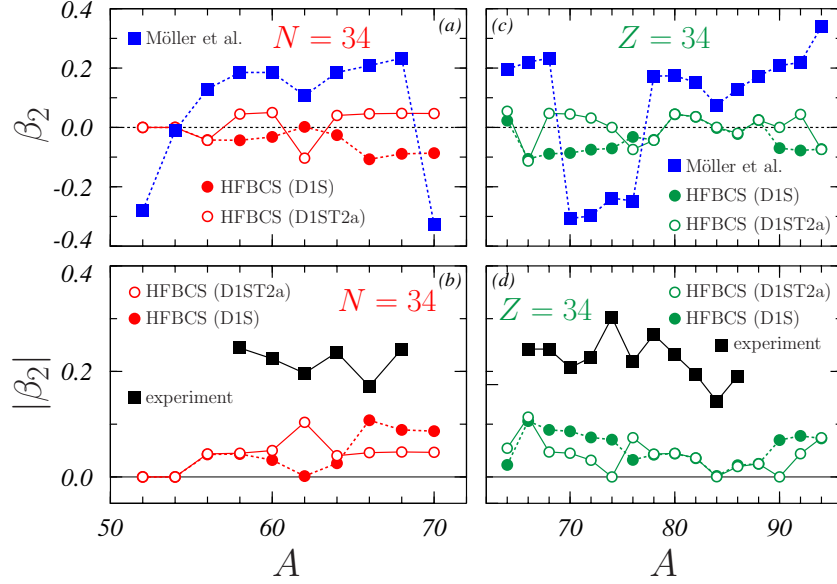 (a)
Möller et al.
N = 34
0.4
0.2
0.0
-0.2
-0.4
β₂
HFBCS (D1S)
HFBCS (D1ST2a)
(c)
Z = 34
Möller et al.
HFBCS (D1S)
HFBCS (D1ST2a)
(b)
HFBCS (D1ST2a)
HFBCS (D1S)
N = 34
0.4
0.2
0.0
|β₂|
experiment
50
60
70
A
(d)
HFBCS (D1ST2a)
HFBCS (D1S)
Z = 34
experiment
70
80
90
A